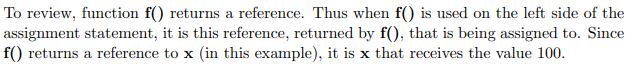 To review, function f() returns a reference. Thus when f() is used on the left side of the
assignment statement, it is this reference, returned by f(), that is being assigned to. Since
f() returns a reference to x (in this example), it is x that receives the value 100.